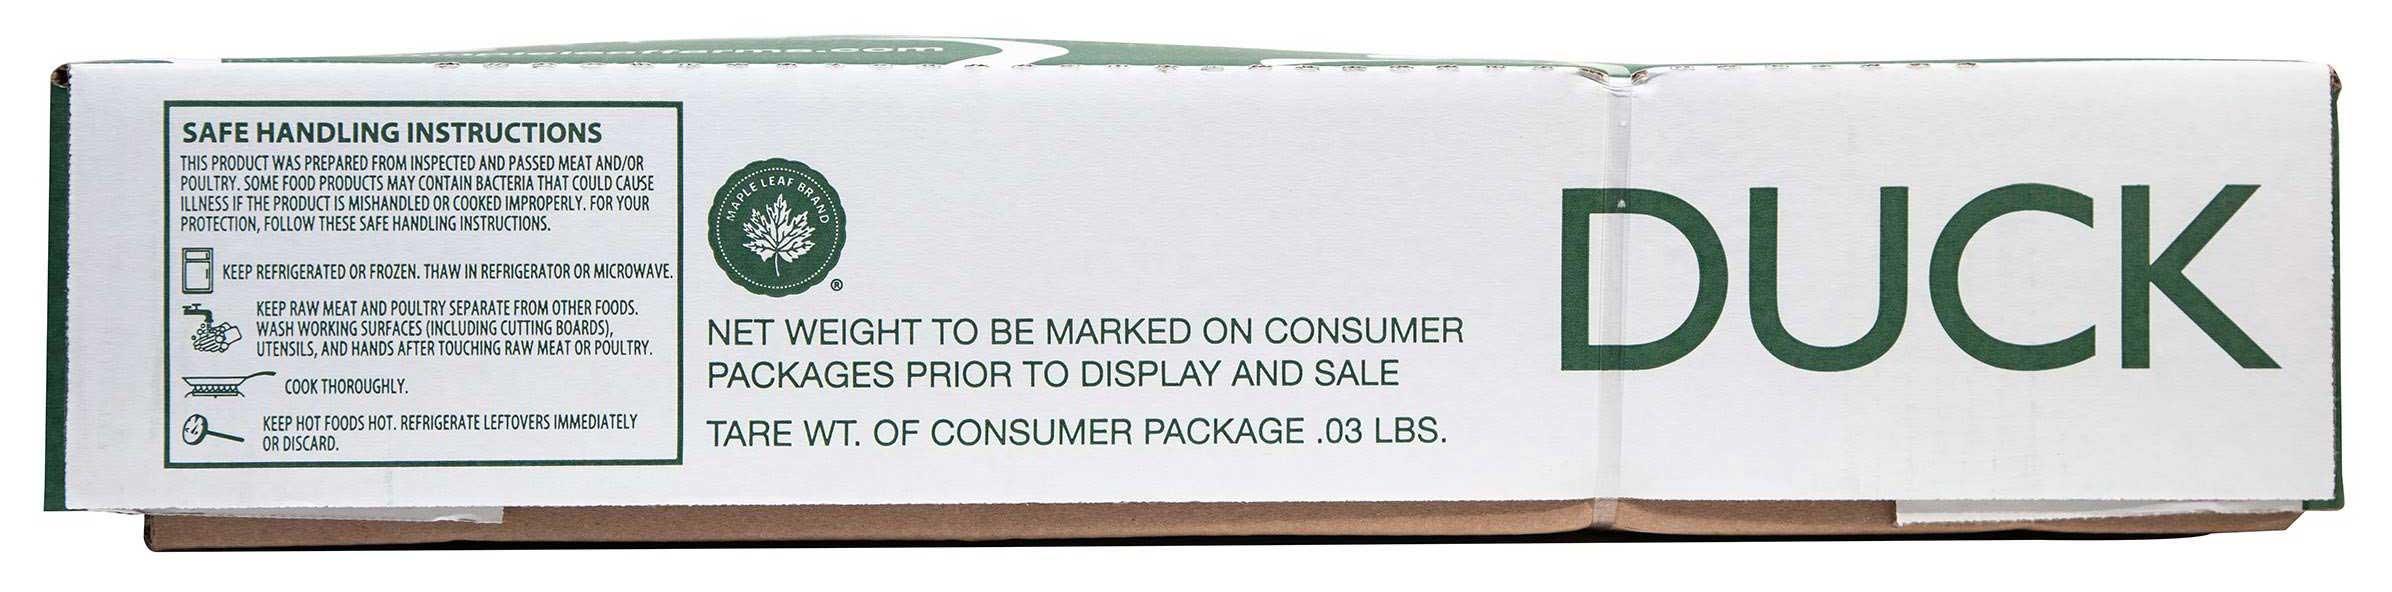 SAFE HANDLING INSTRUCTIONS
THIS PRODUCT WAS PREPARED FROM INSPECTED AND PASSED MEAT AND/OR
POULTRY. SOME FOOD PRODUCTS MAY CONTAIN BACTERIA THAT COULD CAUSE
ILLNESS IF THE PRODUCT IS MISHANDLED OR COOKED IMPROPERLY. FOR YOUR
PROTECTION, FOLLOW THESE SAFE HANDLING INSTRUCTIONS.
KEEP REFRIGERATED OR FROZEN. THAW IN REFRIGERATOR OR MICROWAVE.
KEEP RAW MEAT AND POULTRY SEPARATE FROM OTHER FOODS.
WASH WORKING SURFACES (INCLUDING CUTTING BOARDS),
UTENSILS, AND HANDS AFTER TOUCHING RAW MEAT OR POULTRY.
COOK THOROUGHLY.
KEEP HOT FOODS HOT. REFRIGERATE LEFTOVERS IMMEDIATELY
OR DISCARD.
MAPLE LEAF BRAND
®
NET WEIGHT TO BE MARKED ON CONSUMER
PACKAGES PRIOR TO DISPLAY AND SALE
TARE WT. OF CONSUMER PACKAGE .03 LBS.
DUCK